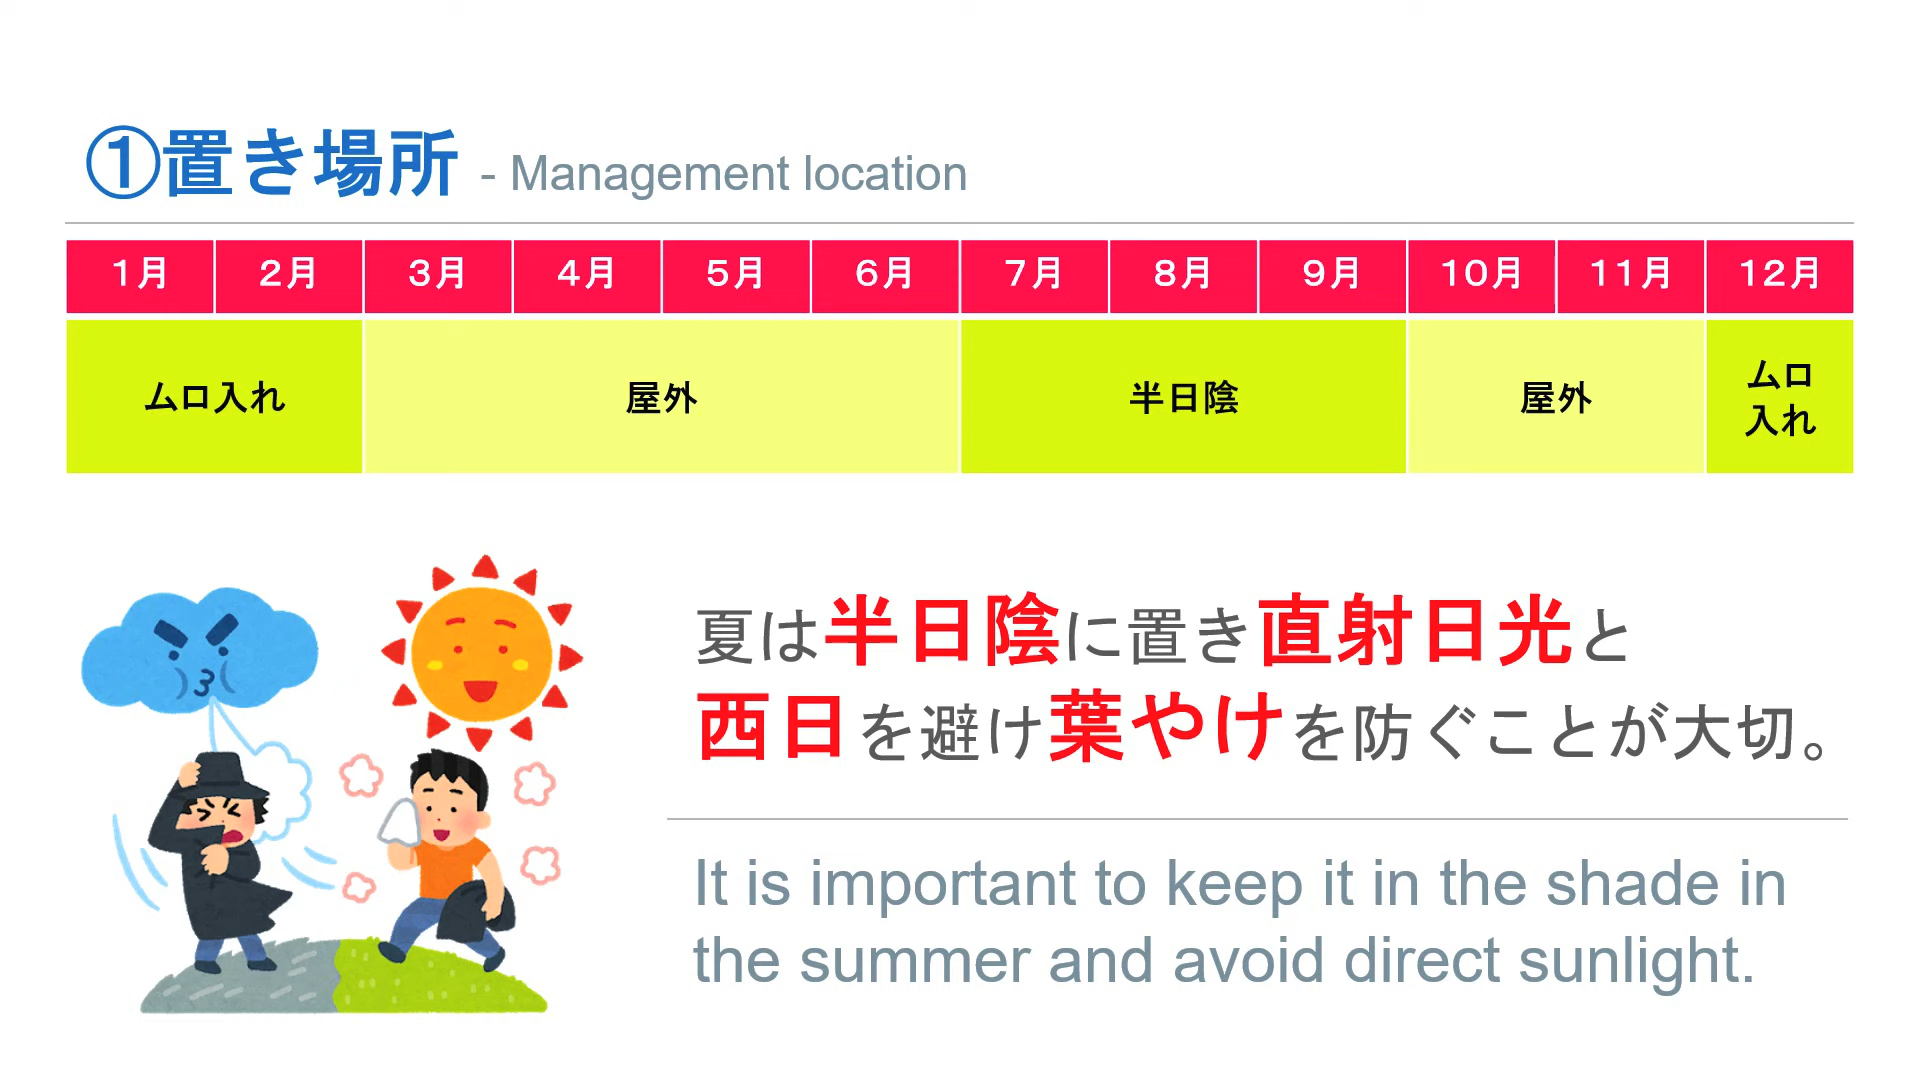 ①置き場所 - Management location
1月 2月 3月 4月 5月 6月 7月 8月 9月 10月 11月 12月
ムロ入れ 屋外 半日陰 屋外 ムロ
入れ
夏は半日陰に置き直射日光と
西日を避け葉やけを防ぐことが大切。
It is important to keep it in the shade in
the summer and avoid direct sunlight.